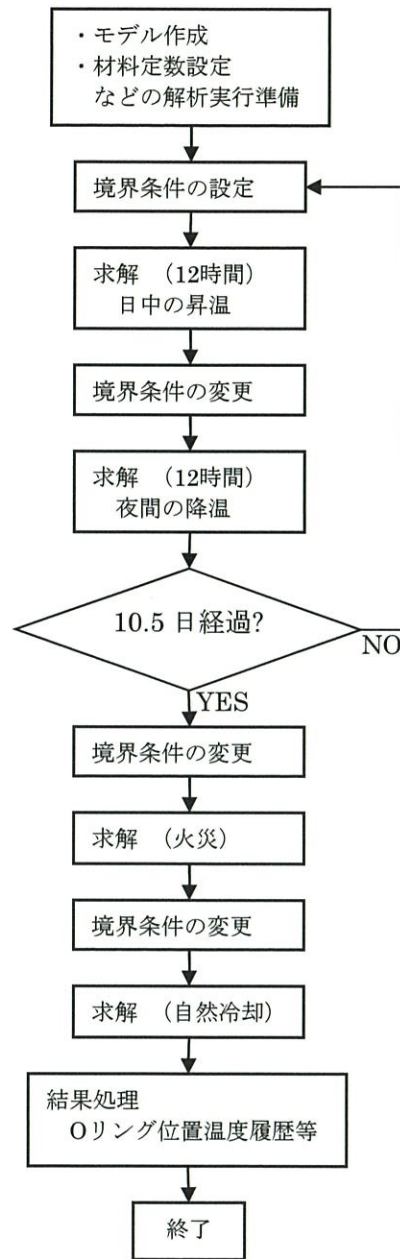 ・モデル作成
・材料定数設定
などの解析実行準備
境界条件の設定
求解 （12時間）
日中の昇温
境界条件の変更
求解 （12時間）
夜間の降温
10.5 日経過?
NO
YES
境界条件の変更
求解 （火災）
境界条件の変更
求解 （自然冷却）
結果処理
Oリング位置温度履歴等
終了